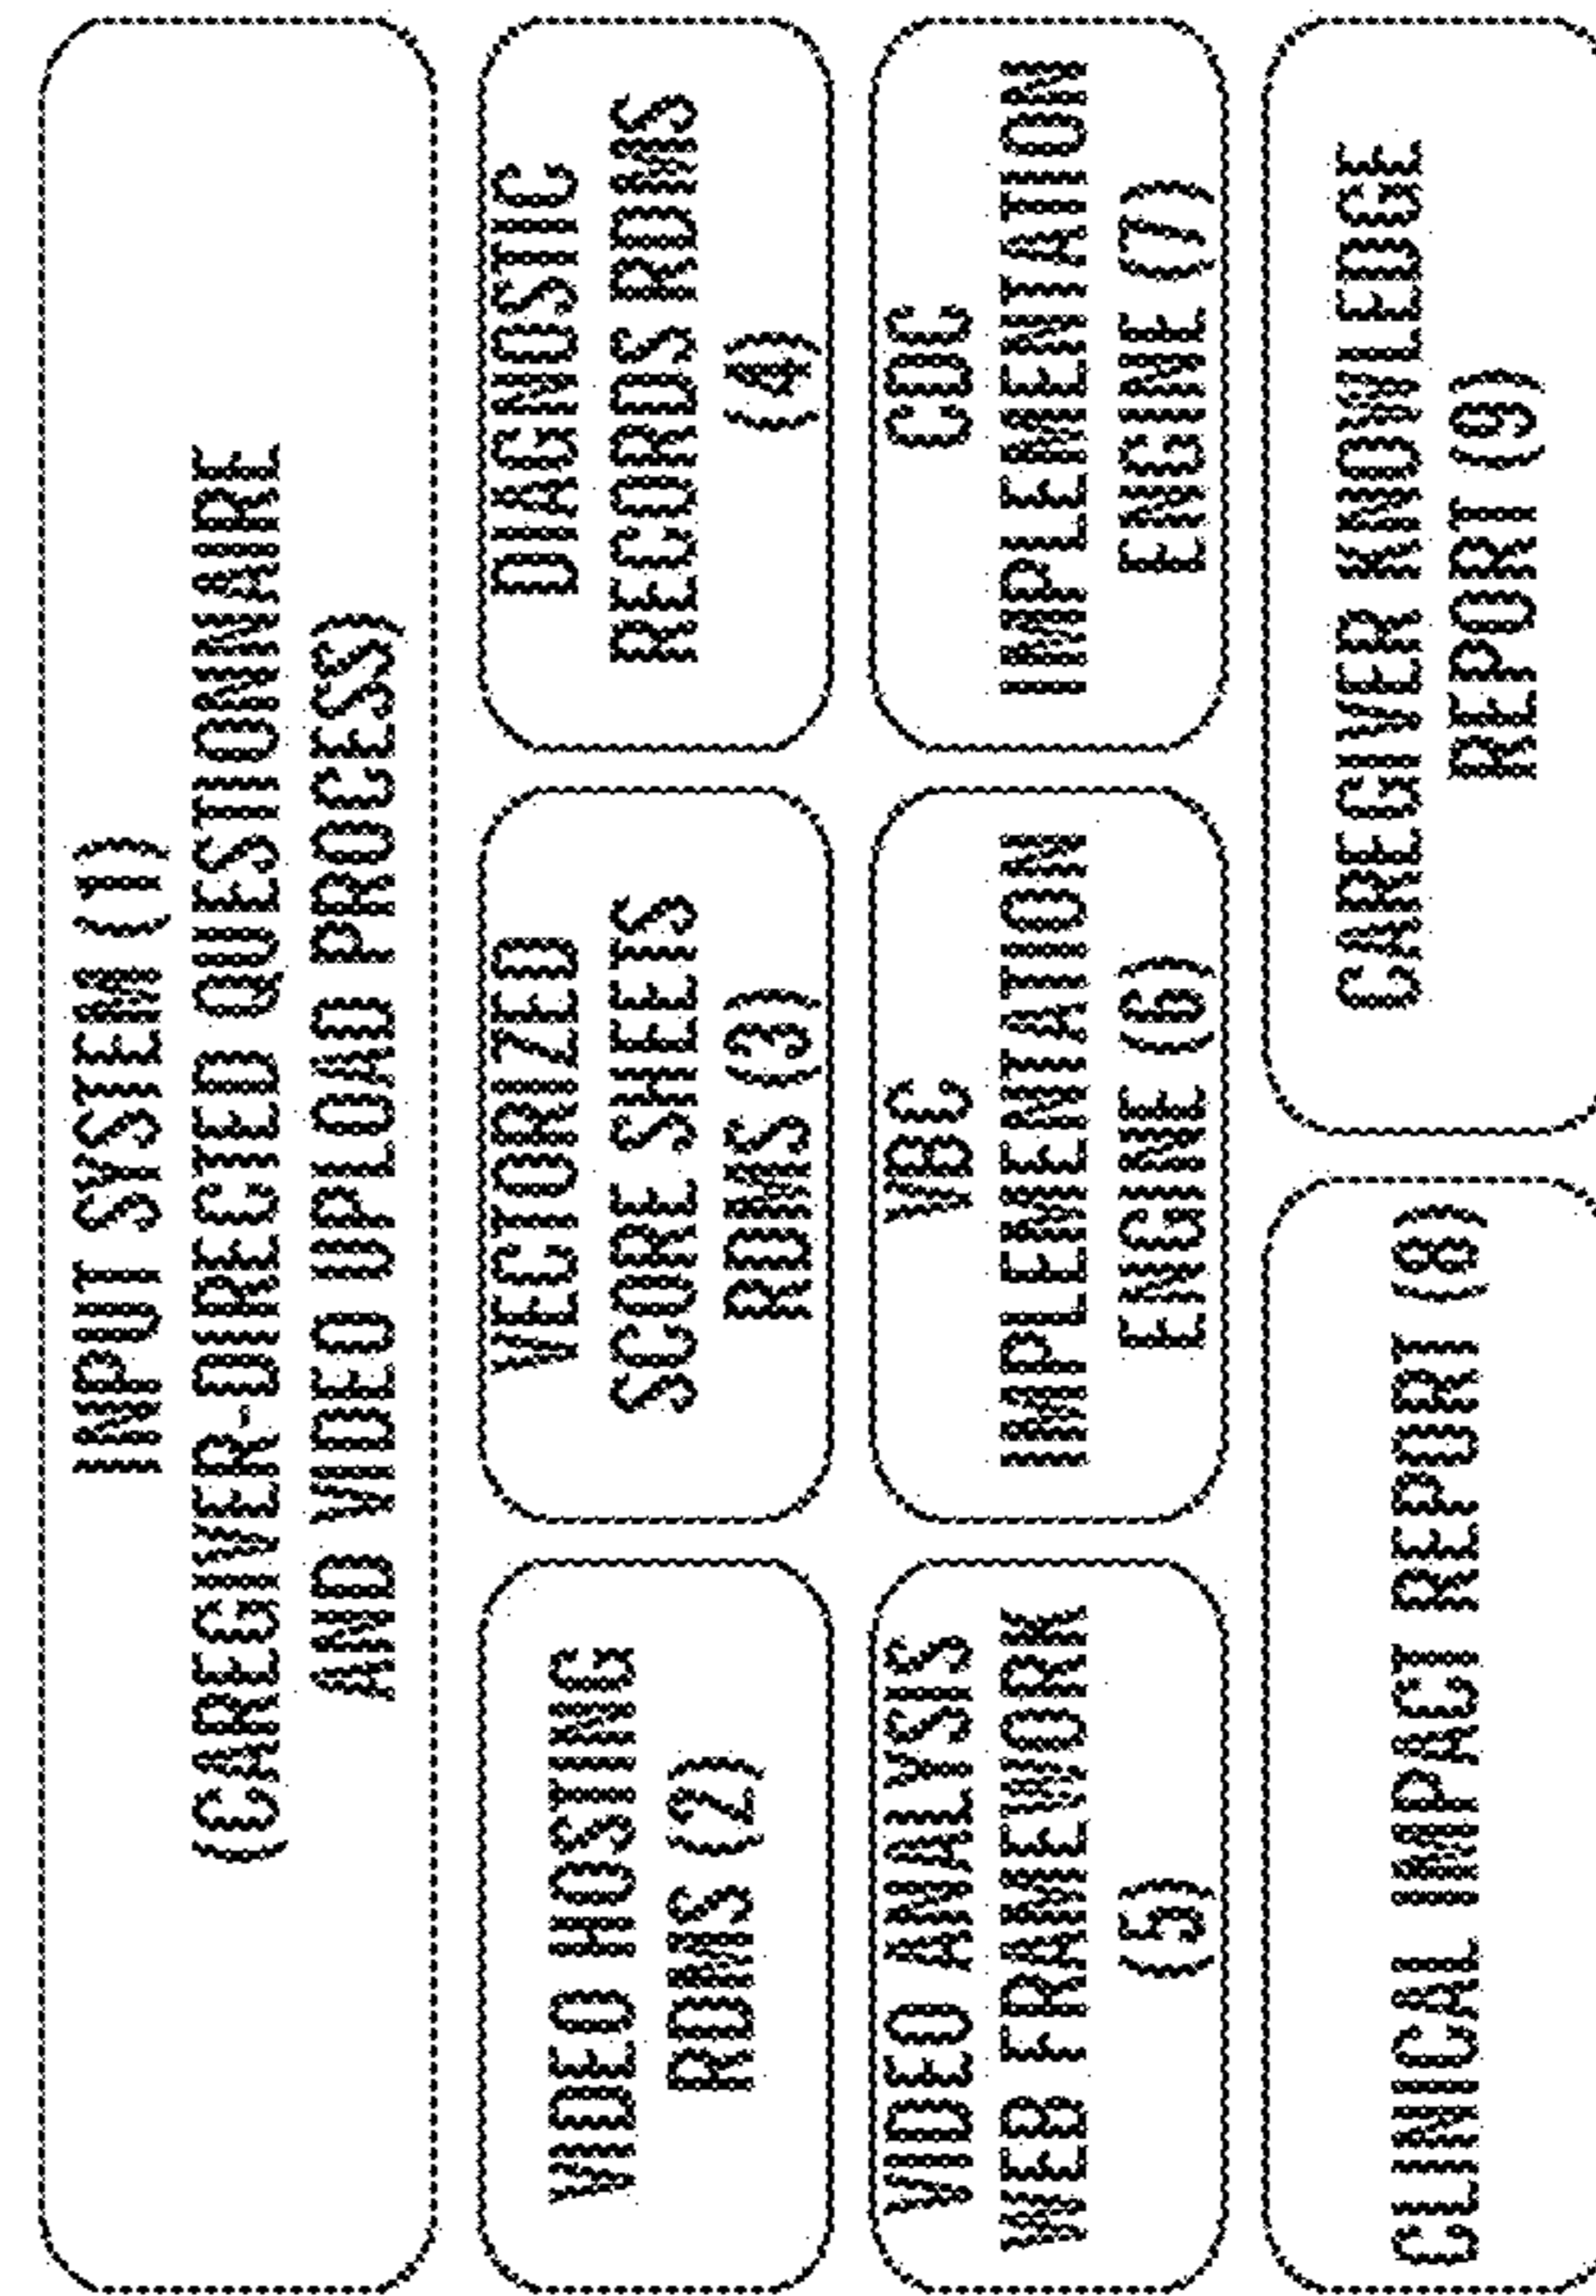 INPUT SYSTEM (1)
(CAREGIVER-DIRECTED QUESTIONNAIRE
AND VIDEO UPLOAD PROCESS)
VIDEO HOSTING
RDMS (2)
VECTORIZED
SCORE SHEETS
RDMS (3)
DIAGNOSTIC
RECORDS RDMS
(4)
VIDEO ANALYSIS
WEB FRAMEWORK
(5)
VBC
IMPLEMENTATION
ENGINE (6)
CDC
IMPLEMENTATION
ENGINE (7)
CLINICAL IMPACT REPORT (8)
CAREGIVER KNOWLEDGE
REPORT (9)